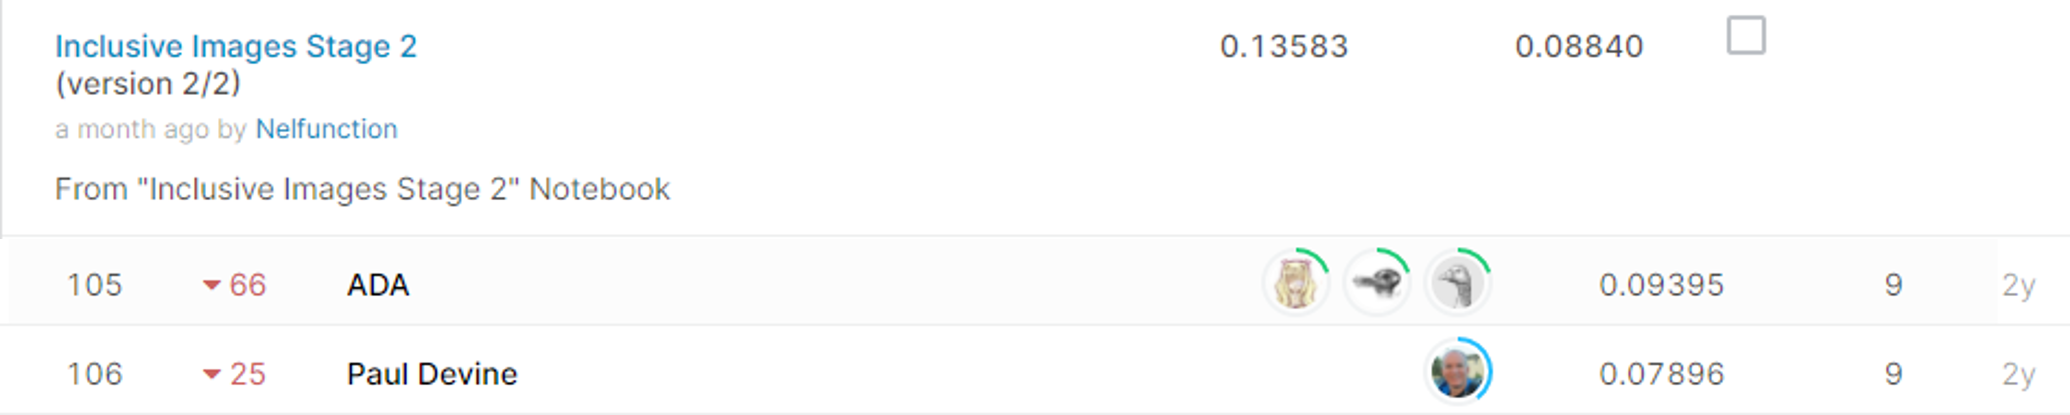 Inclusive Images Stage 2 0.13583 0.08840
(version 2/2)
a month ago by Nelfunction
From "Inclusive Images Stage 2" Notebook
105 66 ADA 0.09395 9 2y
106 25 Paul Devine 0.07896 9 2y